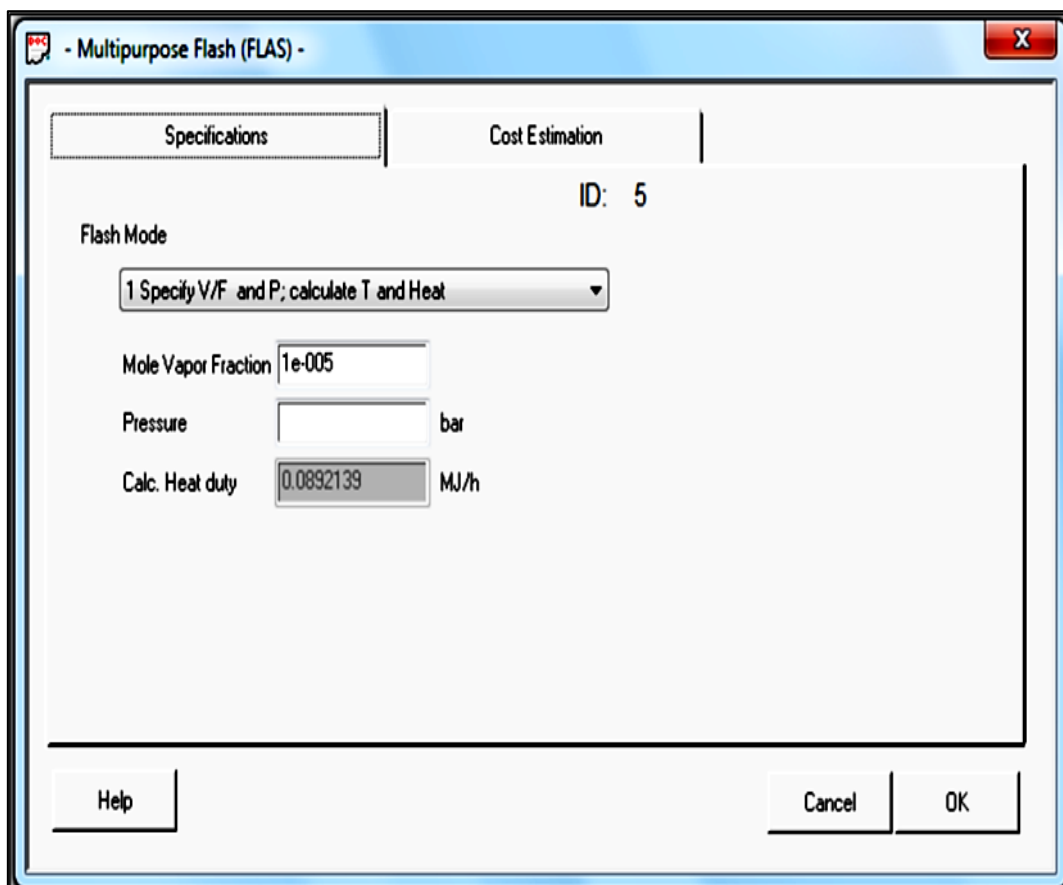 - Multipurpose Flash (FLAS) -
X
Specifications
Cost Estimation
ID: 5
Flash Mode
1 Specify V/F and P; calculate T and Heat
Mole Vapor Fraction 1e-005
Pressure bar
Calc. Heat duty 0.0892139 MJ/h
Help
Cancel
OK